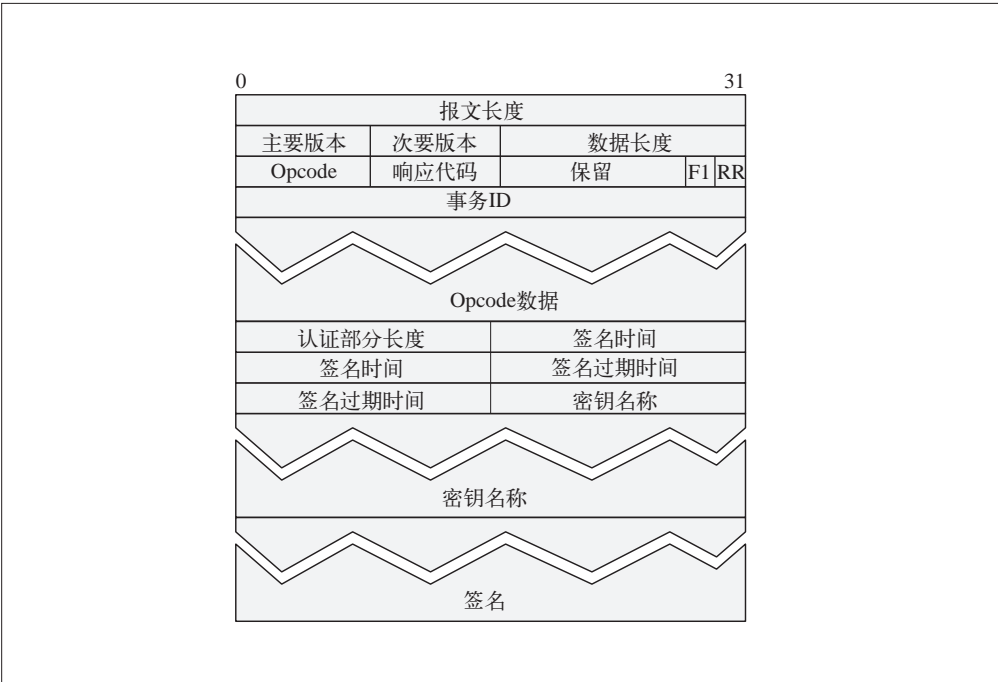 0 31
报文长度
主要版本 次要版本 数据长度
Opcode 响应代码 保留 F1 RR
事务ID
Opcode数据
认证部分长度 签名时间
签名时间 签名过期时间
签名过期时间 密钥名称
密钥名称
签名